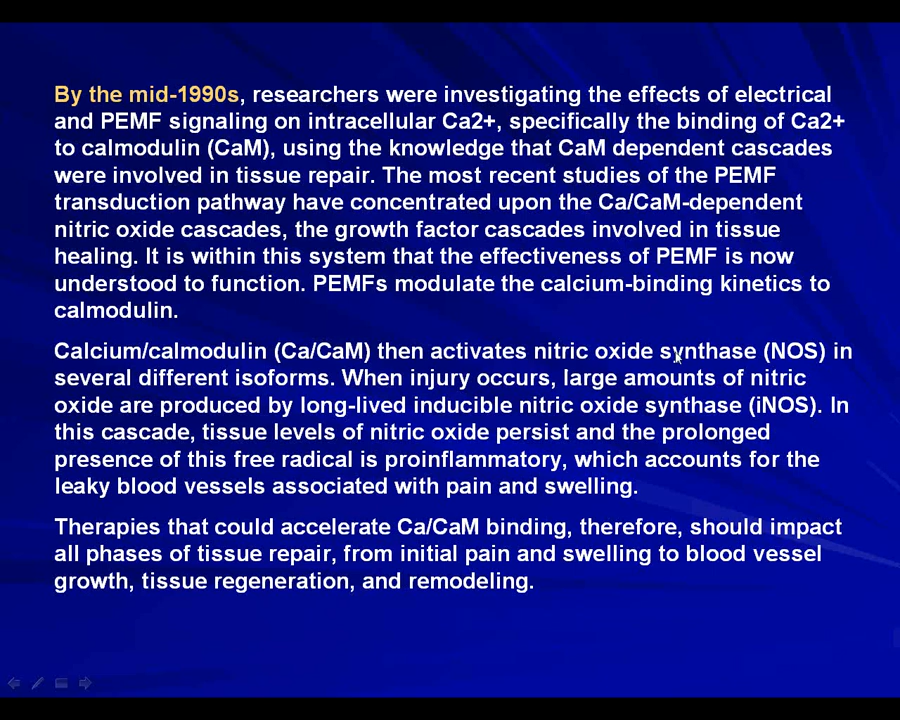 By the mid-1990s, researchers were investigating the effects of electrical
and PEMF signaling on intracellular Ca2+, specifically the binding of Ca2+
to calmodulin (CaM), using the knowledge that CaM dependent cascades
were involved in tissue repair. The most recent studies of the PEMF
transduction pathway have concentrated upon the Ca/CaM-dependent
nitric oxide cascades, the growth factor cascades involved in tissue
healing. It is within this system that the effectiveness of PEMF is now
understood to function. PEMFs modulate the calcium-binding kinetics to
calmodulin.
Calcium/calmodulin (Ca/CaM) then activates nitric oxide synthase (NOS) in
several different isoforms. When injury occurs, large amounts of nitric
oxide are produced by long-lived inducible nitric oxide synthase (iNOS). In
this cascade, tissue levels of nitric oxide persist and the prolonged
presence of this free radical is proinflammatory, which accounts for the
leaky blood vessels associated with pain and swelling.
Therapies that could accelerate Ca/CaM binding, therefore, should impact
all phases of tissue repair, from initial pain and swelling to blood vessel
growth, tissue regeneration, and remodeling.